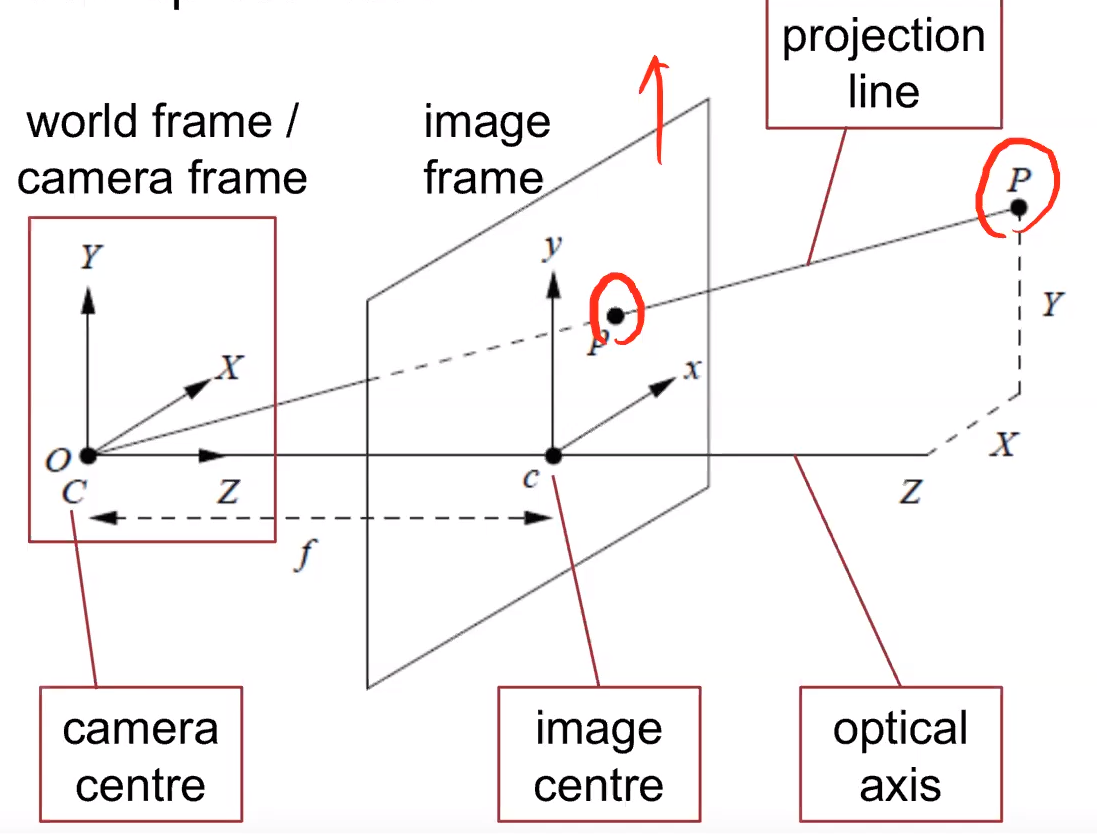 projection
line
world frame /
camera frame
image
frame
P
Y
y
Y
p
X
x
O
X
C
Z
c
Z
f
camera
centre
image
centre
optical
axis